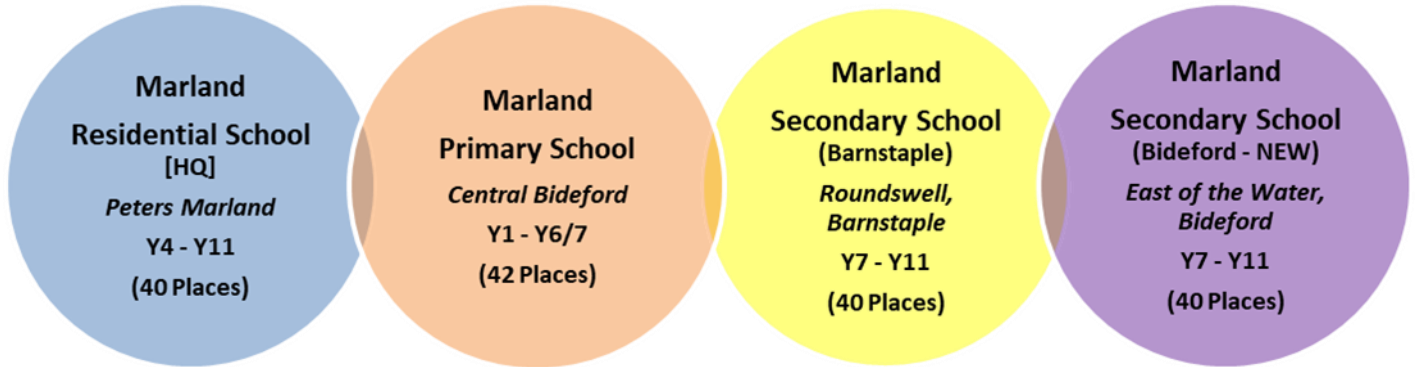 Marland
Residential School
[HQ]
Peters Marland
Y4 - Y11
(40 Places)
Marland
Primary School
Central Bideford
Y1 - Y6/7
(42 Places)
Marland
Secondary School
(Barnstaple)
Roundswell,
Barnstaple
Y7 - Y11
(40 Places)
Marland
Secondary School
(Bideford - NEW)
East of the Water,
Bideford
Y7 - Y11
(40 Places)